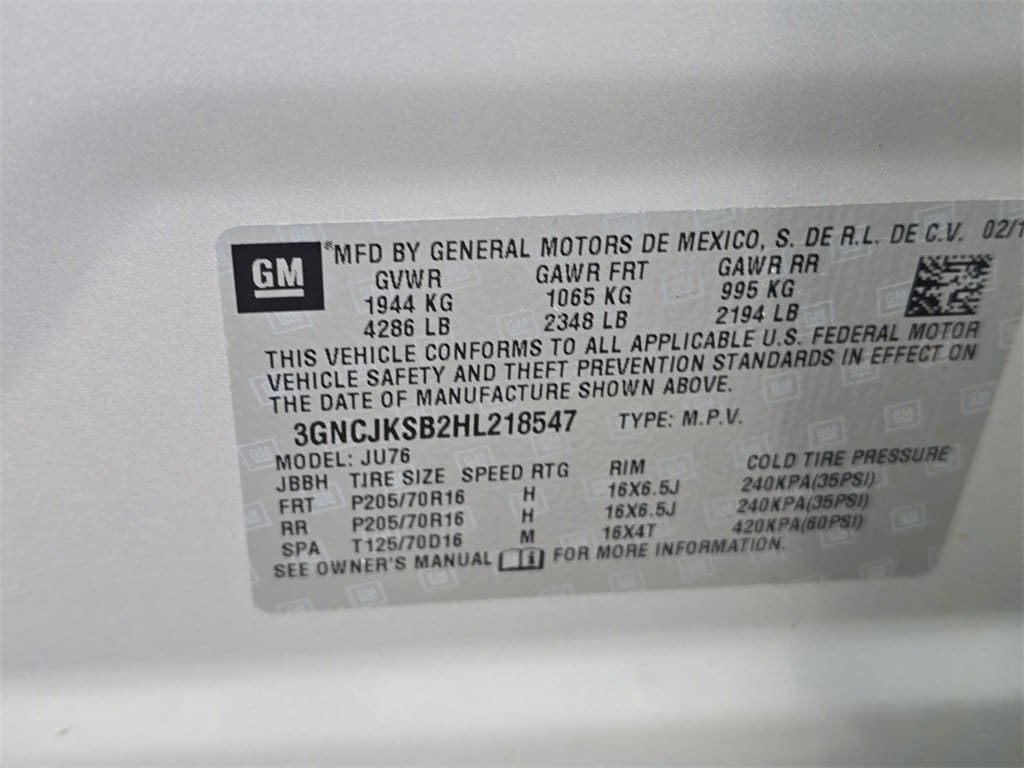 GM
®MFD BY GENERAL MOTORS DE MEXICO, S. DE R.L. DE C.V. 02/1
GVWR GAWR FRT GAWR RR
1944 KG 1065 KG 995 KG
4286 LB 2348 LB 2194 LB
THIS VEHICLE CONFORMS TO ALL APPLICABLE U.S. FEDERAL MOTOR
VEHICLE SAFETY AND THEFT PREVENTION STANDARDS IN EFFECT ON
THE DATE OF MANUFACTURE SHOWN ABOVE.
3GNCJKSB2HL218547 TYPE: M.P.V.
MODEL: JU76
JBBH TIRE SIZE SPEED RTG RIM COLD TIRE PRESSURE
FRT P205/70R16 H 16X6.5J 240KPA(35PSI)
RR P205/70R16 H 16X6.5J 240KPA(35PSI)
SPA T125/70D16 M 16X4T 420KPA(60PSI)
SEE OWNER'S MANUAL FOR MORE INFORMATION.